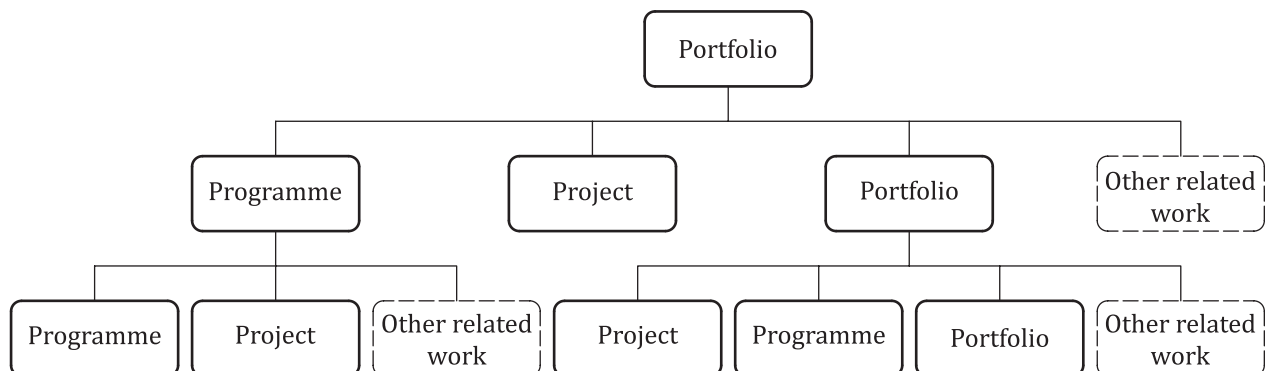 Portfolio
Programme
Project
Portfolio
Other related
work
Programme
Project
Other related
work
Project
Programme
Portfolio
Other related
work